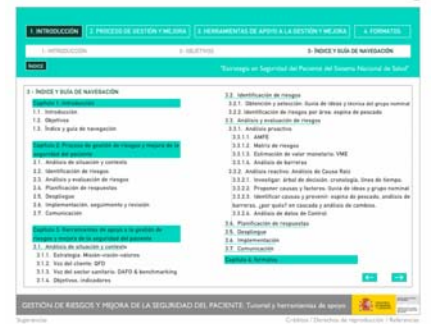 1. INTRODUCCIÓN
2. PROCESO DE GESTIÓN Y MEJORA
3. HERRAMIENTAS DE APOYO A LA GESTIÓN Y MEJORA
4. FORMATOS
1- INTRODUCCIÓN
2- OBJETIVOS
3- ÍNDICE Y GUÍA DE NAVEGACIÓN
ÍNDICE
"Estrategia en Seguridad del Paciente del Sistema Nacional de Salud"
3 - ÍNDICE Y GUÍA DE NAVEGACIÓN
Capítulo 1: Introducción
1.1. Introducción
1.2. Objetivos
1.3. Índice y guía de navegación
Capítulo 2: Proceso de gestión de riesgos y mejora de la
seguridad del paciente
2.1. Análisis de situación y contexto
2.2. Identificación de riesgos
2.3. Análisis y evaluación de riesgos
2.4. Planificación de respuestas
2.5. Despliegue
2.6. Implementación, seguimiento y revisión
2.7. Comunicación
Capítulo 3: Herramientas de apoyo a la gestión de
riesgos y mejora de la seguridad del paciente
3.1. Análisis de situación y contexto
3.1.1. Estrategia. Misión-visión-valores
3.1.2. Voz del cliente. QFD
3.1.3. Voz del sector sanitario. DAFO & benchmarking
3.1.4. Objetivos, indicadores
3.2. Identificación de riesgos
3.2.1. Obtención y selección: lluvia de ideas y técnica del grupo nominal
3.2.2. Identificar riesgos por área: espina de pescado
3.3. Análisis y evaluación de riesgos
3.3.1. Análisis proactivo
3.3.1.1. AMFE
3.3.1.2. Matriz de riesgos
3.3.1.3. Estimación de valor monetario. VME
3.3.1.4. Análisis de barreras
3.3.2. Análisis reactivo: Análisis de Causa Raíz
3.3.2.1. Investigar: árbol de decisión, cronología, línea de tiempo.
3.3.2.2. Proponer causas y factores: lluvia de ideas y grupo nominal
3.3.2.3. Identificar causas y prevenir: espina de pescado, análisis de
barreras, ¿por qué? en cascada y análisis de cambios.
3.3.2.4. Análisis de datos de Control
3.4. Planificación de respuestas
3.5. Despliegue
3.6. Implementación
3.7. Comunicación
Capítulo 4: Formatos
GESTIÓN DE RIESGOS Y MEJORA DE LA SEGURIDAD DEL PACIENTE: Tutorial y herramientas de apoyo
Sugerencias
Créditos / Derechos de reproducción / Referencias